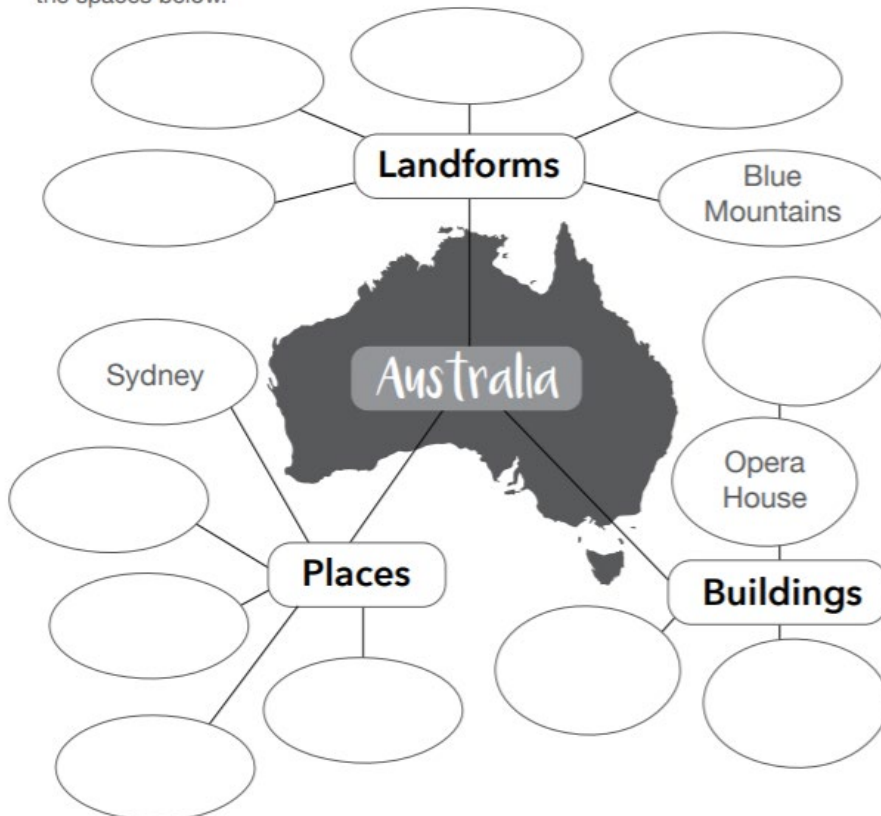 the spaces below.
Landforms
Blue
Mountains
Australia
Sydney
Opera
House
Places
Buildings